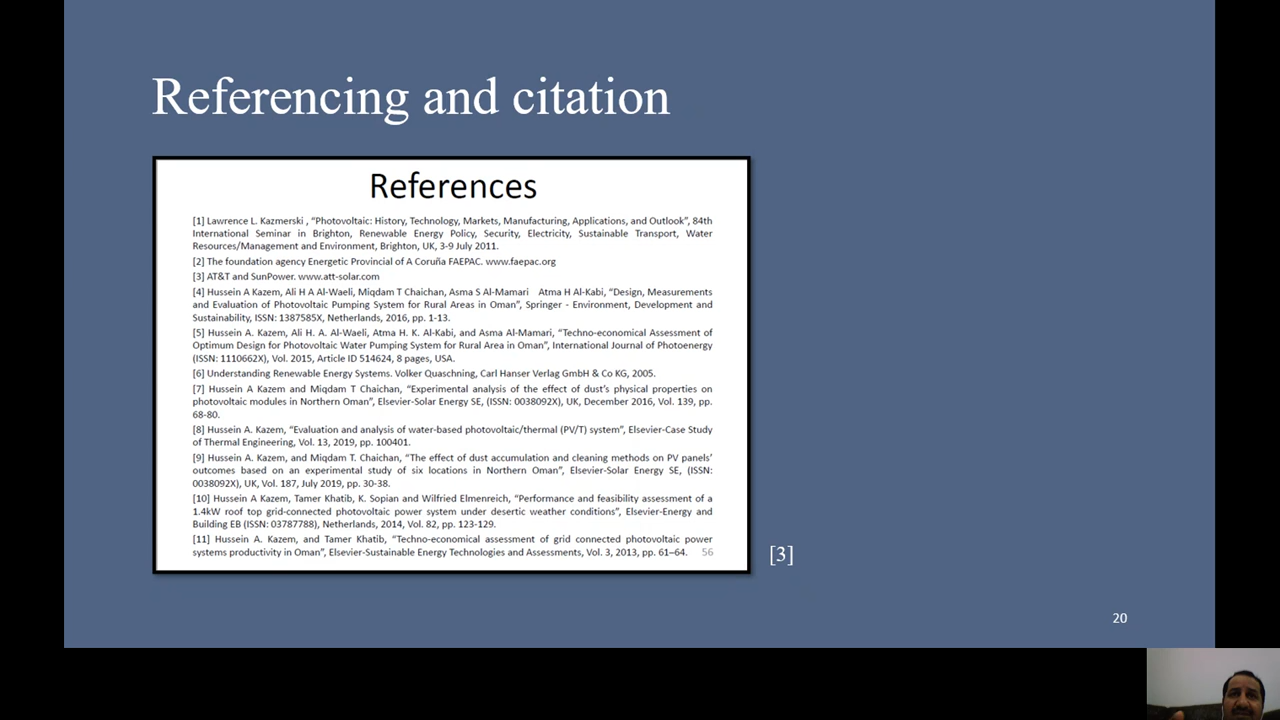 Referencing and citation
References
[1] Lawrence L. Kazmerski , “Photovoltaic: History, Technology, Markets, Manufacturing, Applications, and Outlook”, 84th
International Seminar in Brighton, Renewable Energy Policy, Security, Electricity, Sustainable Transport, Water
Resources/Management and Environment, Brighton, UK, 3-9 July 2011.
[2] The foundation agency Energetic Provincial of A Coruña FAEPAC. www.faepac.org
[3] AT&T and SunPower. www.att-solar.com
[4] Hussein A Kazem, Ali H A Al-Waeli, Miqdam T Chaichan, Asma S Al-Mamari Atma H Al-Kabi, “Design, Measurements
and Evaluation of Photovoltaic Pumping System for Rural Areas in Oman”, Springer - Environment, Development and
Sustainability, ISSN: 1387585X, Netherlands, 2016, pp. 1-13.
[5] Hussein A. Kazem, Ali H. A. Al-Waeli, Atma H. K. Al-Kabi, and Asma Al-Mamari, “Techno-economical Assessment of
Optimum Design for Photovoltaic Water Pumping System for Rural Area in Oman”, International Journal of Photoenergy
(ISSN: 1110662X), Vol. 2015, Article ID 514624, 8 pages, USA.
[6] Understanding Renewable Energy Systems. Volker Quaschning, Carl Hanser Verlag GmbH & Co KG, 2005.
[7] Hussein A Kazem and Miqdam T Chaichan, “Experimental analysis of the effect of dust’s physical properties on
photovoltaic modules in Northern Oman”, Elsevier-Solar Energy SE, (ISSN: 0038092X), UK, December 2016, Vol. 139, pp.
68-80.
[8] Hussein A. Kazem, “Evaluation and analysis of water-based photovoltaic/thermal (PV/T) system”, Elsevier-Case Study
of Thermal Engineering, Vol. 13, 2019, pp. 100401.
[9] Hussein A. Kazem, and Miqdam T. Chaichan, “The effect of dust accumulation and cleaning methods on PV panels’
outcomes based on an experimental study of six locations in Northern Oman”, Elsevier-Solar Energy SE, (ISSN:
0038092X), UK, Vol. 187, July 2019, pp. 30-38.
[10] Hussein A Kazem, Tamer Khatib, K. Sopian and Wilfried Elmenreich, “Performance and feasibility assessment of a
1.4kW roof top grid-connected photovoltaic power system under desertic weather conditions”, Elsevier-Energy and
Building EB (ISSN: 03787788), Netherlands, 2014, Vol. 82, pp. 123-129.
[11] Hussein A. Kazem, and Tamer Khatib, “Techno-economical assessment of grid connected photovoltaic power
systems productivity in Oman”, Elsevier-Sustainable Energy Technologies and Assessments, Vol. 3, 2013, pp. 61–64. 56
[3]
20